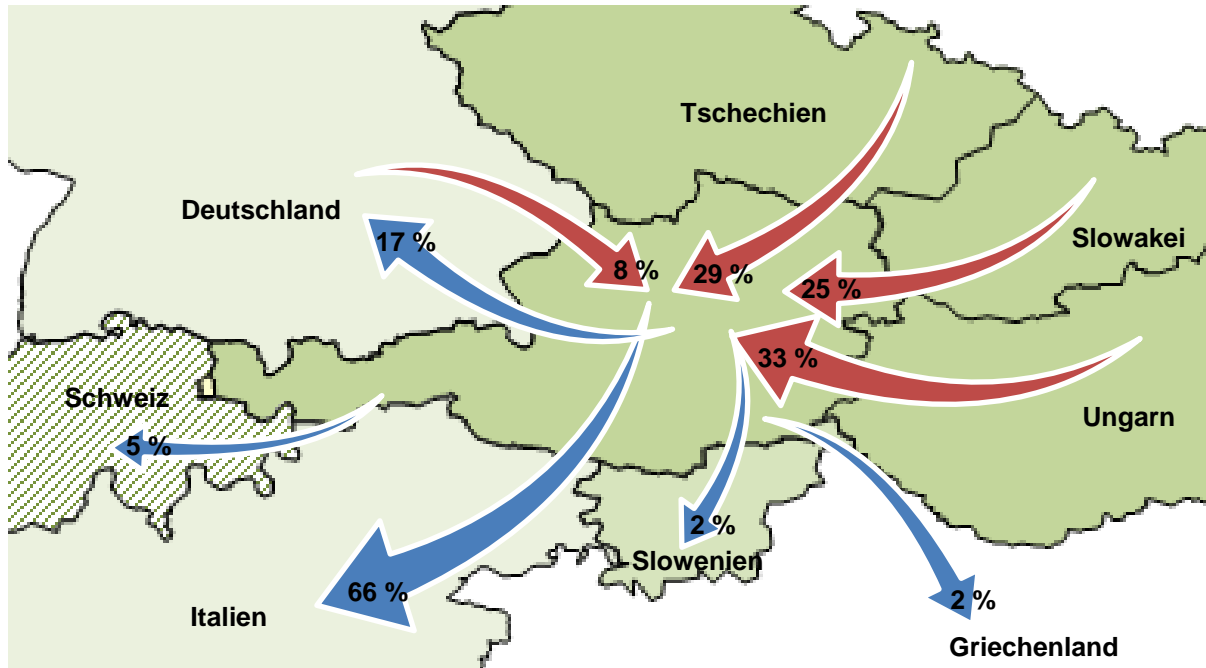 Tschechien
Deutschland
17 %
Slowakei
8 %
29 %
25 %
33 %
Schweiz
5 %
Ungarn
2 %
Slowenien
66 %
Italien
2 %
Griechenland